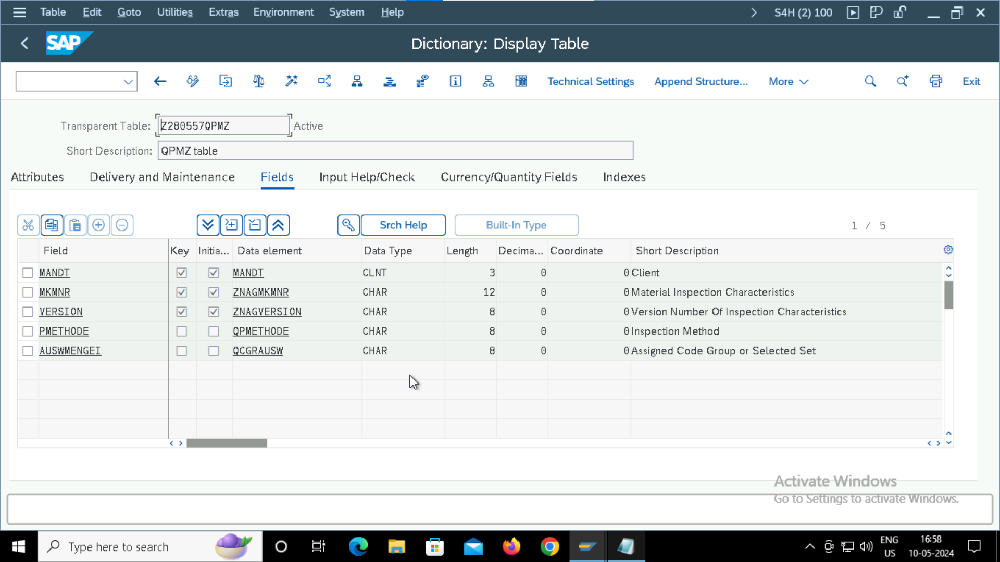 Table Edit Goto Utilities Extras Environment System Help S4H (2) 100
SAP Dictionary: Display Table
Technical Settings Append Structure... More Exit
Transparent Table: Z280557QPMZ Active
Short Description: QPMZ table
Attributes Delivery and Maintenance Fields Input Help/Check Currency/Quantity Fields Indexes
Srch Help Built-In Type 1 / 5
Field Key Initia... Data element Data Type Length Decima... Coordinate Short Description
MANDT MANDT CLNT 3 0 0 Client
MKMNR ZNAGMKMNR CHAR 12 0 0 Material Inspection Characteristics
VERSION ZNAGVERSION CHAR 8 0 0 Version Number Of Inspection Characteristics
PMETHODE QPMETHODE CHAR 8 0 0 Inspection Method
AUSWMENGEI QCGRAUSW CHAR 8 0 0 Assigned Code Group or Selected Set
Activate Windows
Go to Settings to activate Windows.
Type here to search
ENG
US
16:58
10-05-2024